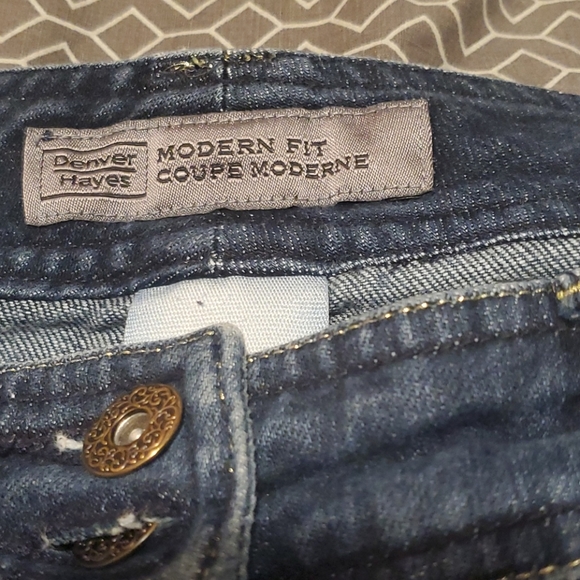 Denver
Hayes
MODERN FIT
COUPE MODERNE